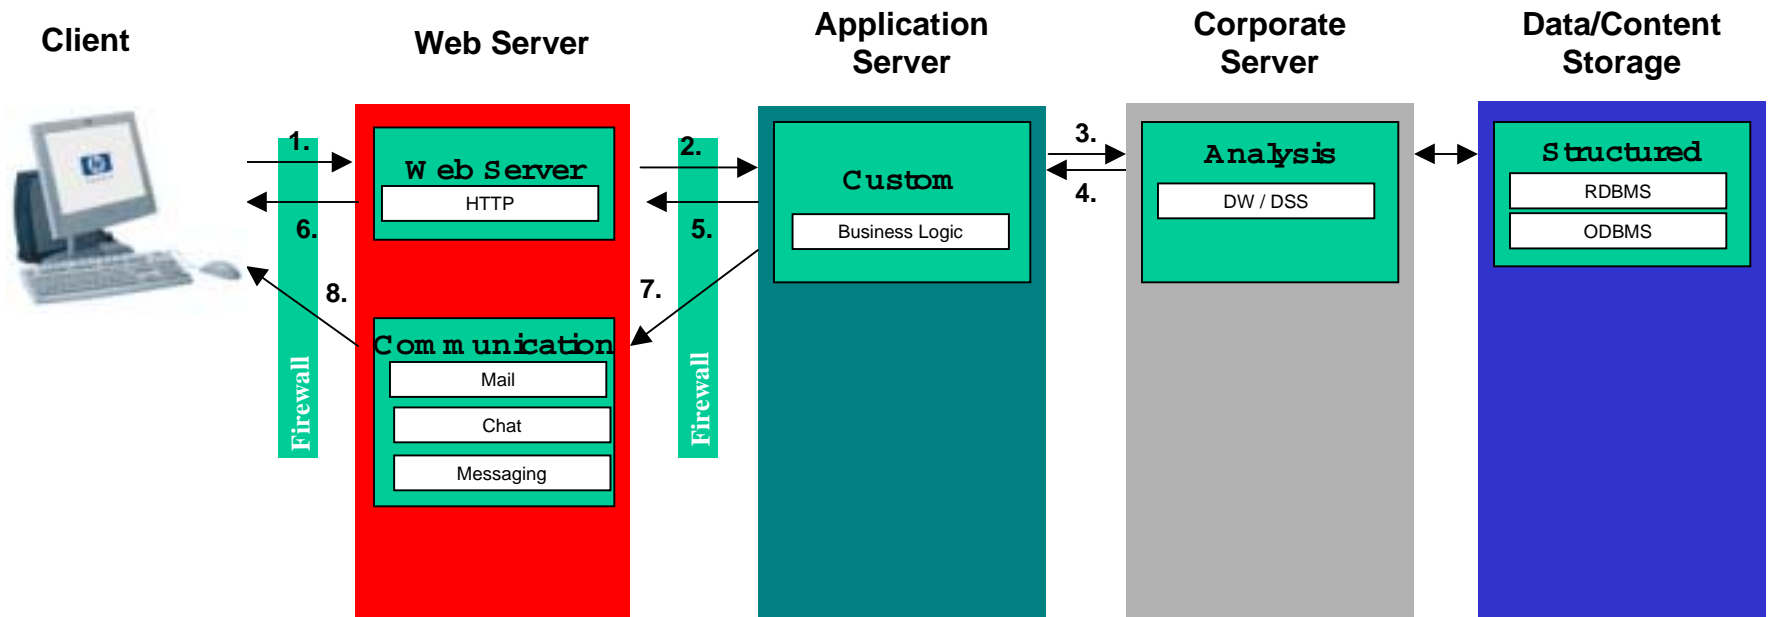 Client
Web Server
Application
Server
Corporate
Server
Data/Content
Storage
hp
1.
6.
8.
Firewall
Web Server
HTTP
Communication
Mail
Chat
Messaging
2.
5.
7.
Firewall
Custom
Business Logic
3.
4.
Analysis
DW / DSS
Structured
RDBMS
ODBMS